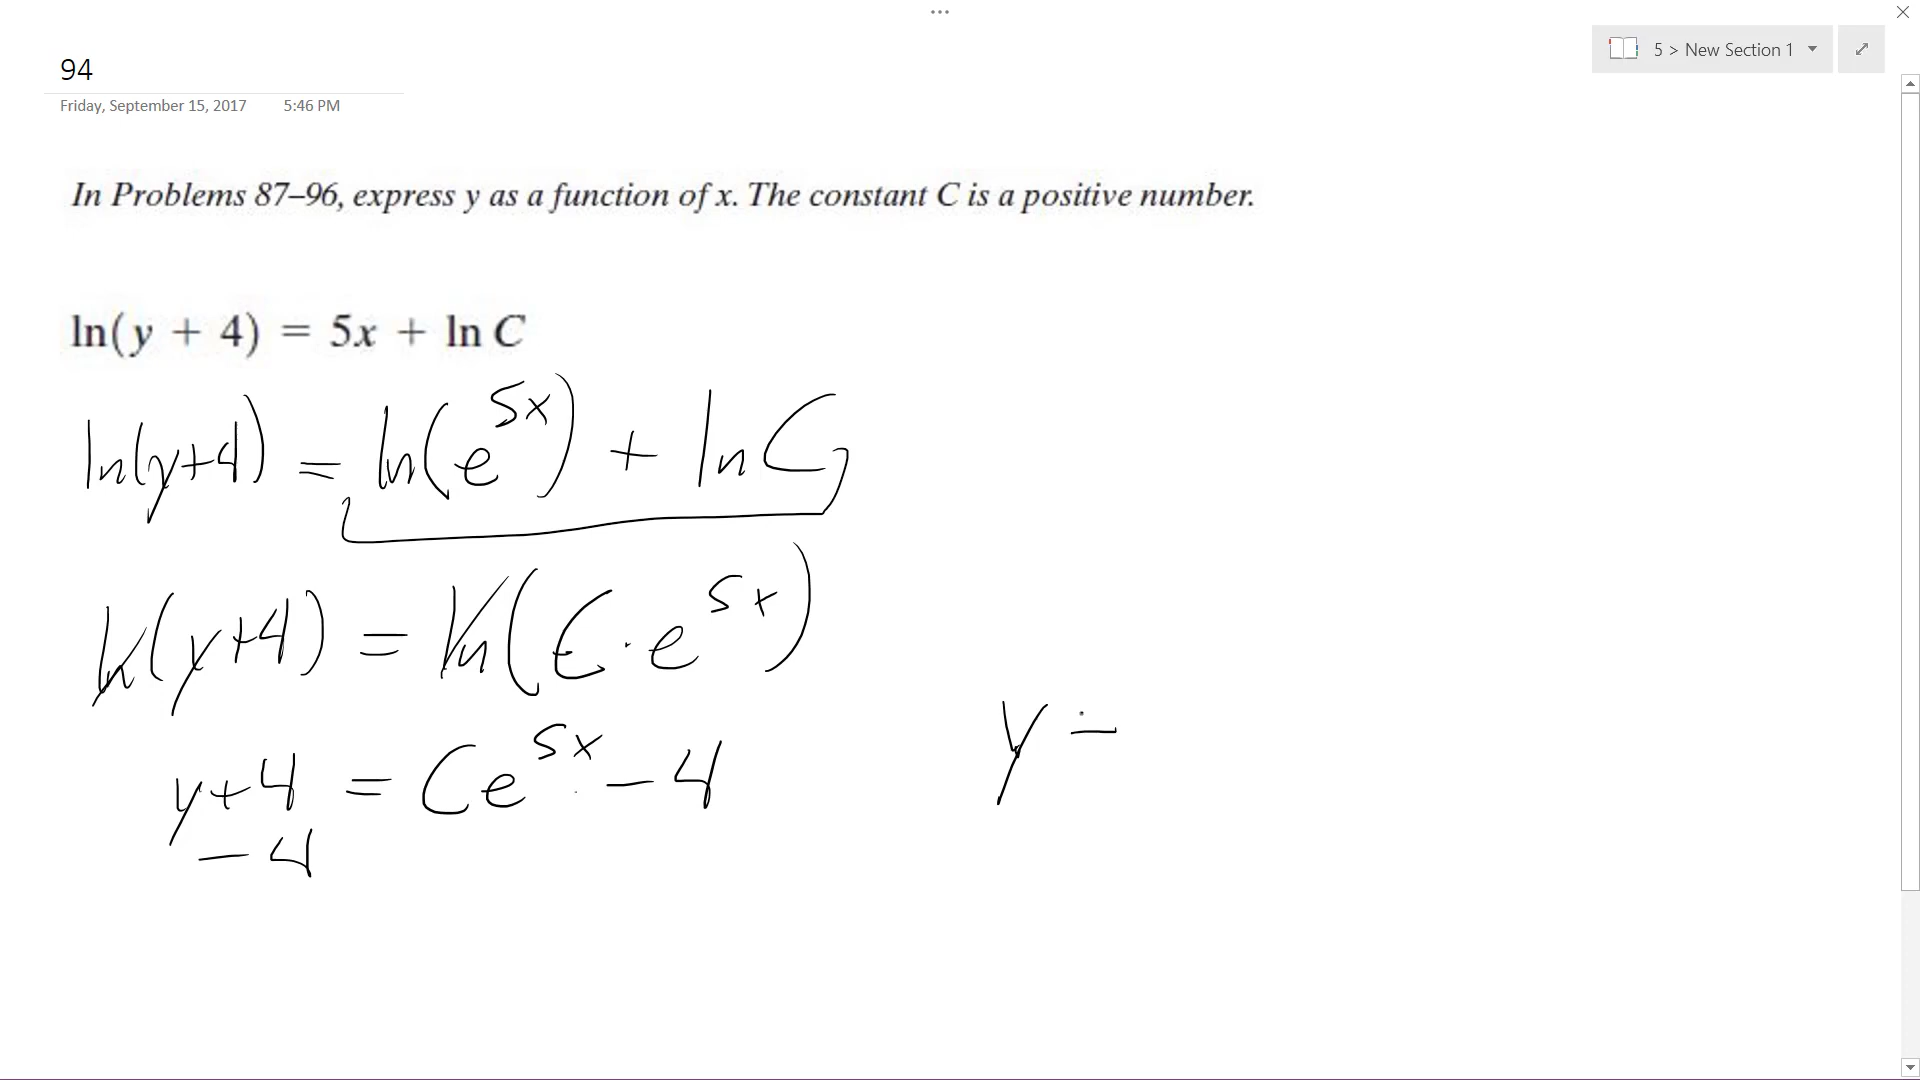 5 > New Section 1
94
Friday, September 15, 2017 5:46 PM
In Problems 87–96, express y as a function of x. The constant C is a positive number.
ln(y + 4) = 5x + ln C
ln(y+4) = ln(e^5x) + ln C
ln(y+4) = ln(C · e^5x)
y =
y+4 = Ce^5x - 4
- 4